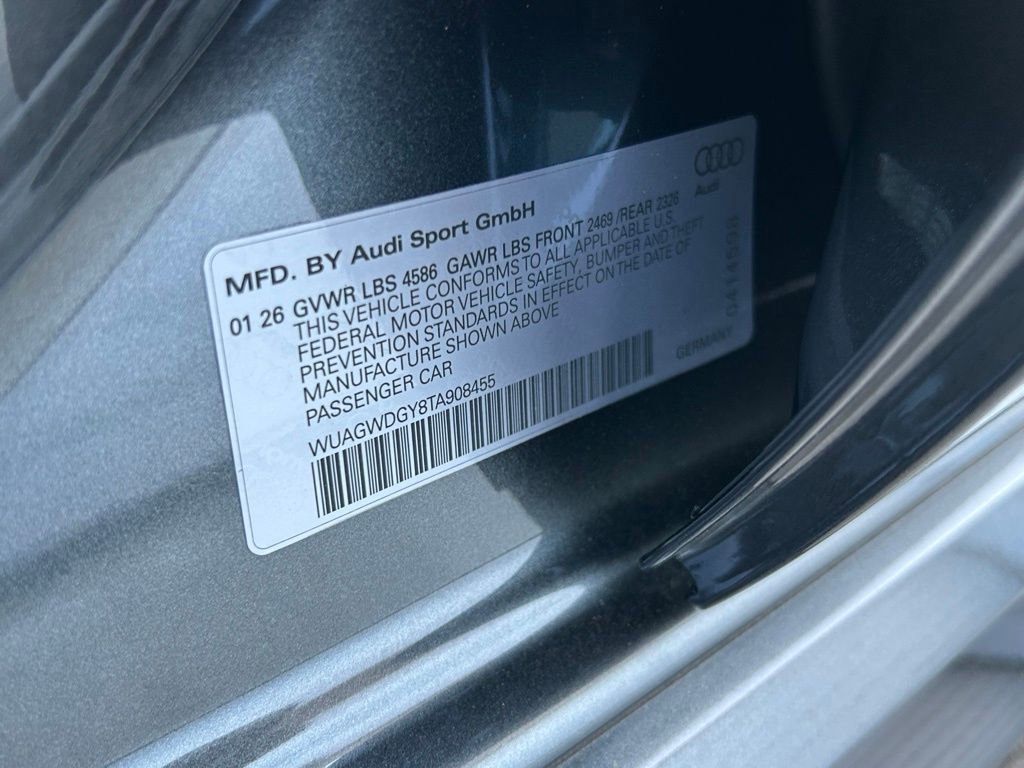 Audi
MFD. BY Audi Sport GmbH
01 26 GVWR LBS 4586 GAWR LBS FRONT 2469 /REAR 2326
THIS VEHICLE CONFORMS TO ALL APPLICABLE U.S.
FEDERAL MOTOR VEHICLE SAFETY, BUMPER AND THEFT
PREVENTION STANDARDS IN EFFECT ON THE DATE OF
MANUFACTURE SHOWN ABOVE
PASSENGER CAR
WUAGWDGY8TA908455
GERMANY